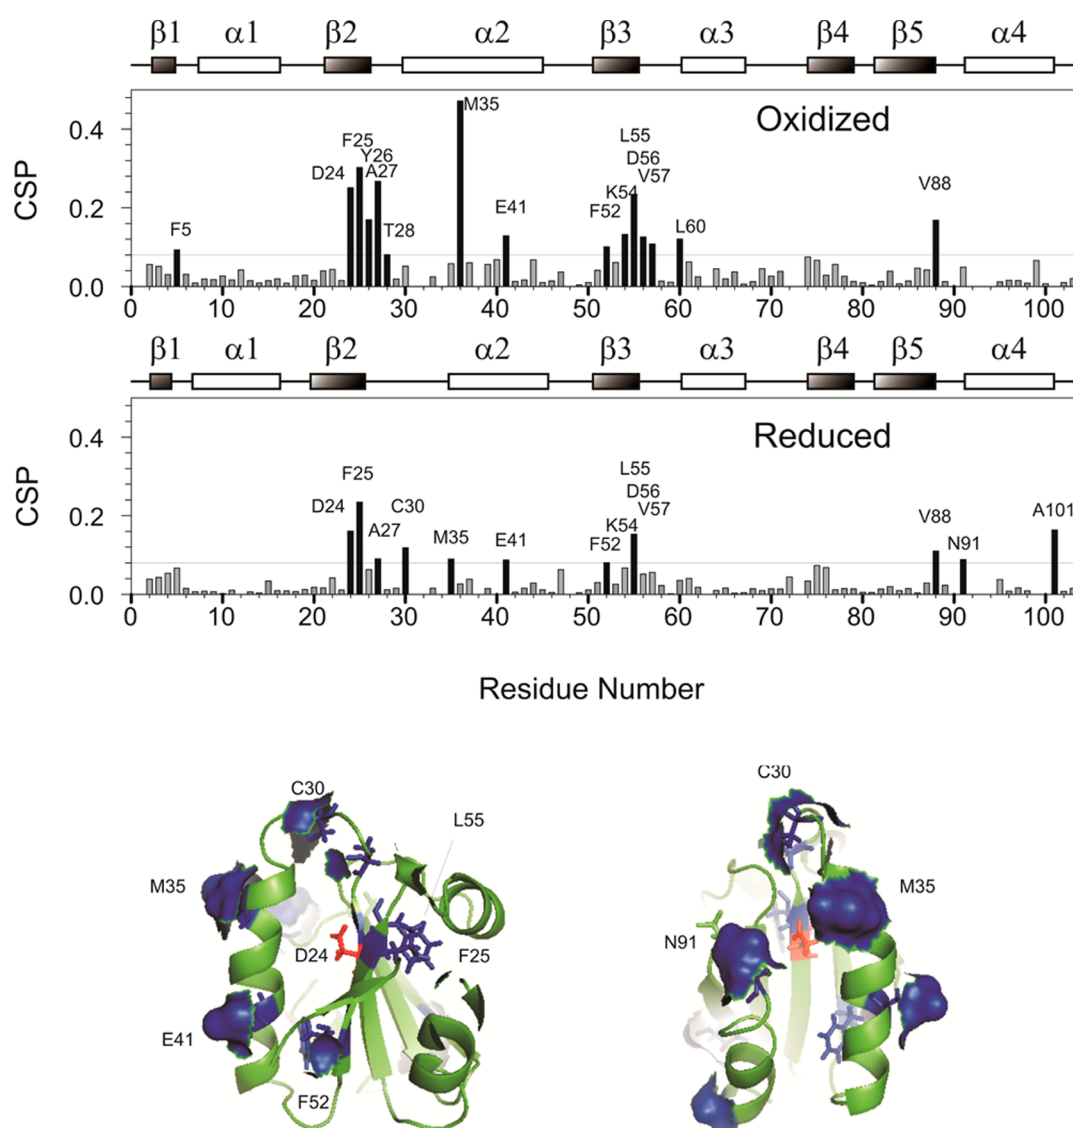 β1 α1 β2 α2 β3 α3 β4 β5 α4
Oxidized
CSP
0.4
0.2
0.0
F5
D24
F25
Y26
A27
T28
M35
E41
F52
K54
L55
D56
V57
L60
V88
0 10 20 30 40 50 60 70 80 90 100
β1 α1 β2 α2 β3 α3 β4 β5 α4
Reduced
CSP
0.4
0.2
0.0
D24
F25
A27
C30
M35
E41
F52
K54
L55
D56
V57
V88
N91
A101
0 10 20 30 40 50 60 70 80 90 100
Residue Number
C30
L55
M35
D24
F25
E41
F52
C30
M35
N91